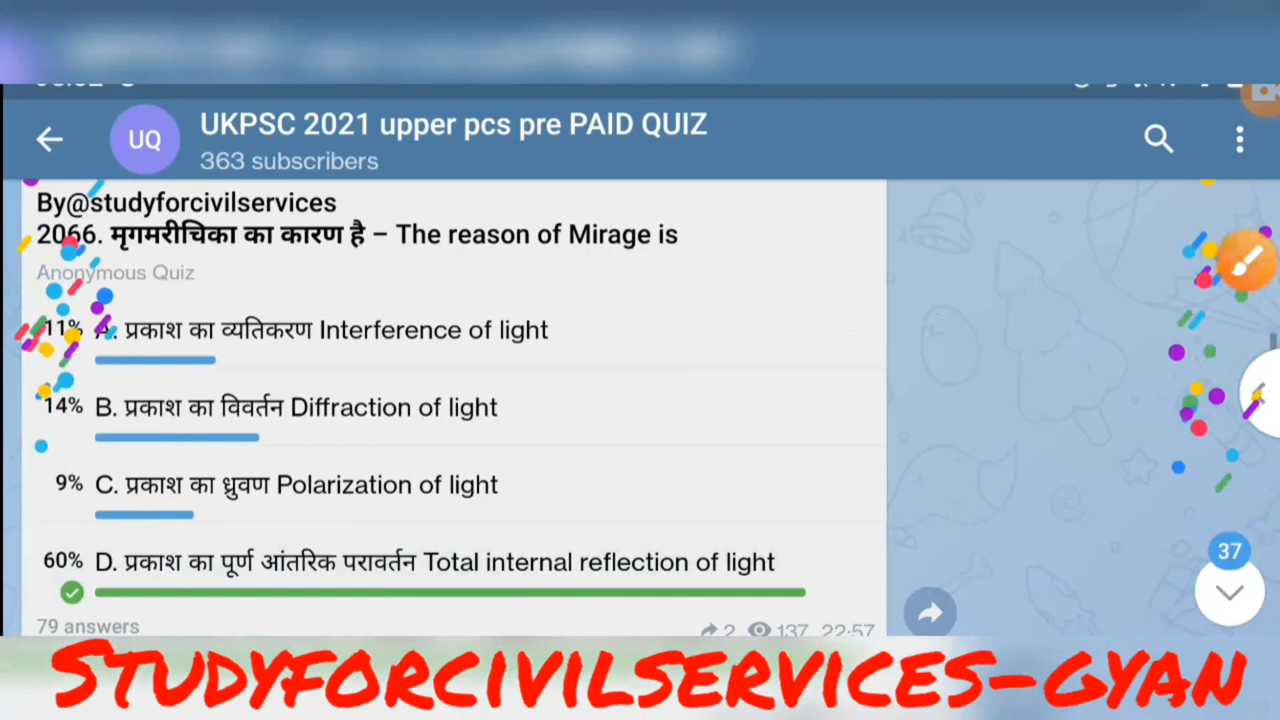 UQ
UKPSC 2021 upper pcs pre PAID QUIZ
363 subscribers
By@studyforcivilservices
2066. मृगमरीचिका का कारण है – The reason of Mirage is
Anonymous Quiz
11% A. प्रकाश का व्यतिकरण Interference of light
14% B. प्रकाश का विवर्तन Diffraction of light
9% C. प्रकाश का ध्रुवण Polarization of light
60% D. प्रकाश का पूर्ण आंतरिक परावर्तन Total internal reflection of light
37
79 answers
2 137 22:57
STUDYFORCIVILSERVICES-GYAN